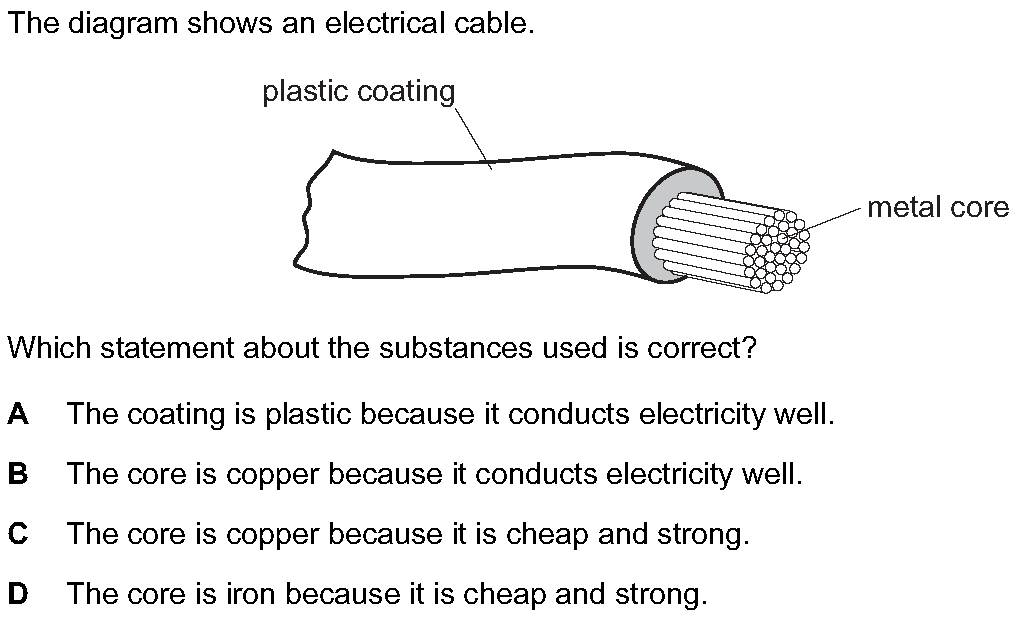 The diagram shows an electrical cable.
plastic coating
metal core
Which statement about the substances used is correct?
A The coating is plastic because it conducts electricity well.
B The core is copper because it conducts electricity well.
C The core is copper because it is cheap and strong.
D The core is iron because it is cheap and strong.